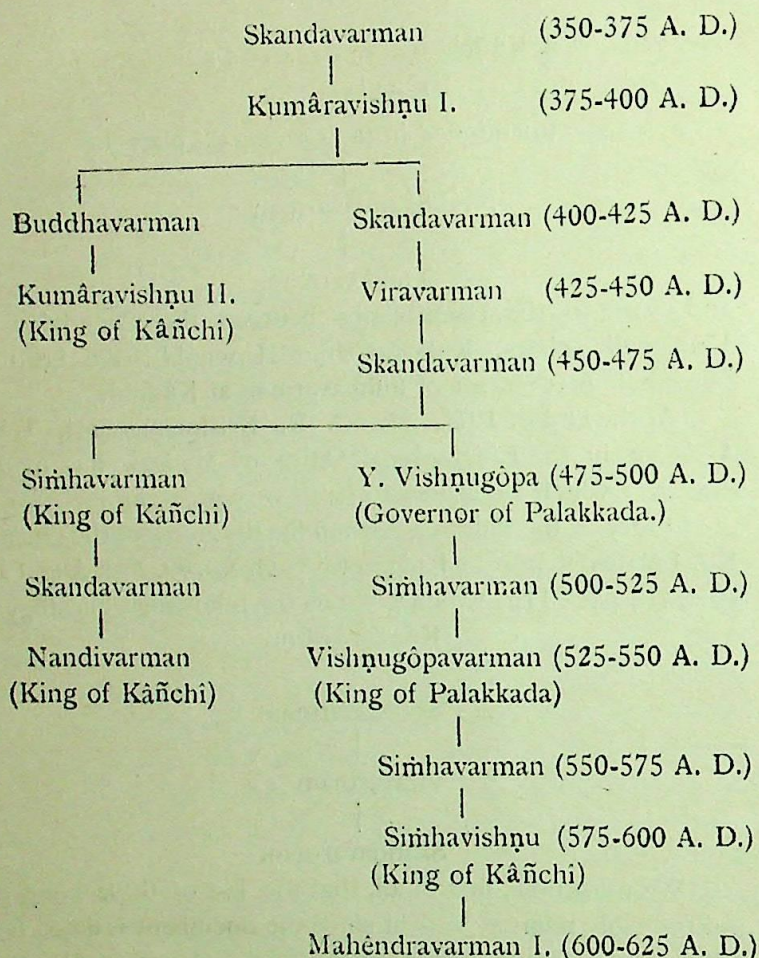 Skandavarman (350-375 A. D.)
Kumâravishṇu I. (375-400 A. D.)
Buddhavarman Skandavarman (400-425 A. D.)
Kumâravishṇu II. Viravarman (425-450 A. D.)
(King of Kâñchi)
Skandavarman (450-475 A. D.)
Siṁhavarman Y. Vishṇugôpa (475-500 A. D.)
(King of Kâñchi) (Governor of Palakkada.)
Skandavarman Siṁhavarman (500-525 A. D.)
Nandivarman Vishṇugôpavarman (525-550 A. D.)
(King of Kâñchî) (King of Palakkada)
Siṁhavarman (550-575 A. D.)
Siṁhavishṇu (575-600 A. D.)
(King of Kâñchi)
Mahêndravarman I. (600-625 A. D.)